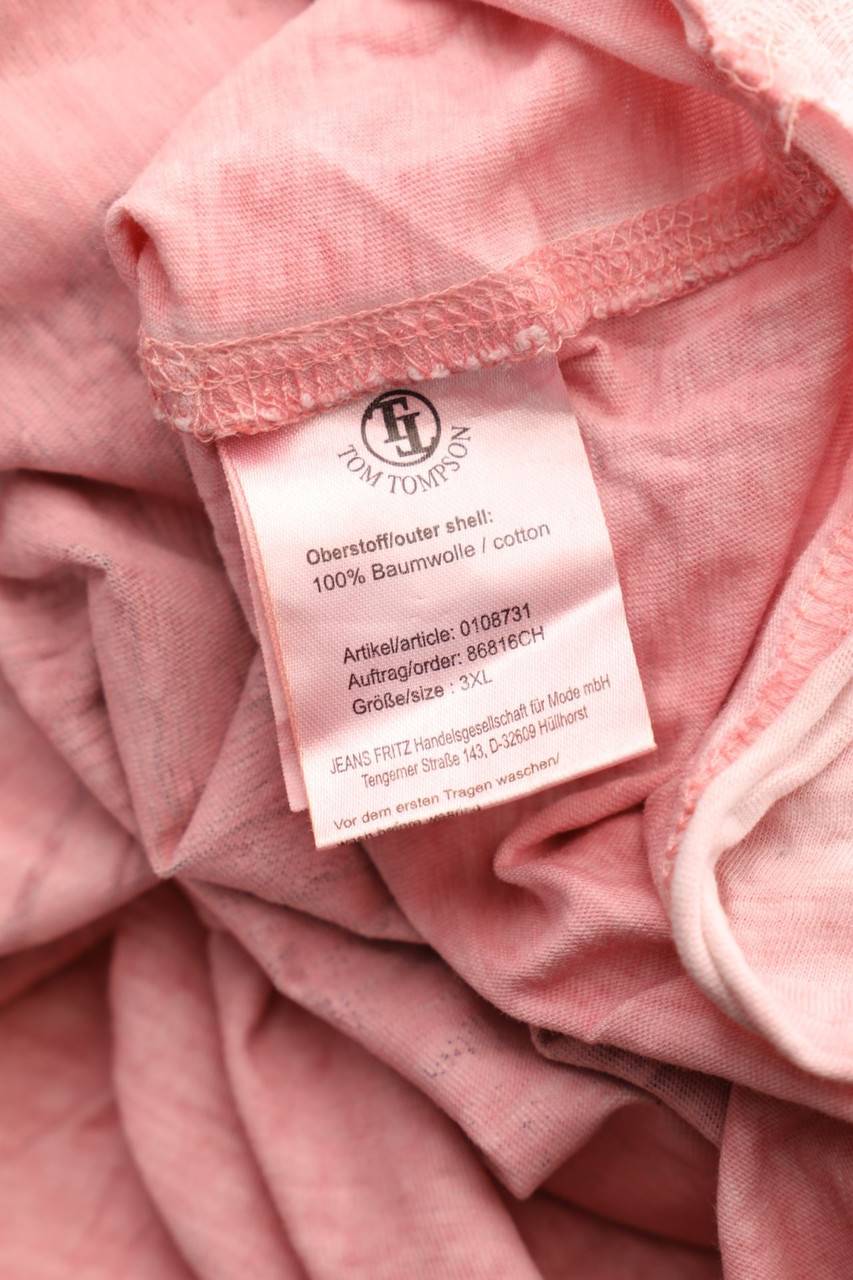 TOM TOMPSON
Oberstoff/outer shell:
100% Baumwolle / cotton
Artikel/article: 0108731
Auftrag/order: 86816CH
Größe/size : 3XL
JEANS FRITZ Handelsgesellschaft für Mode mbH
Tengerner Straße 143, D-32609 Hüllhorst
Vor dem ersten Tragen waschen/